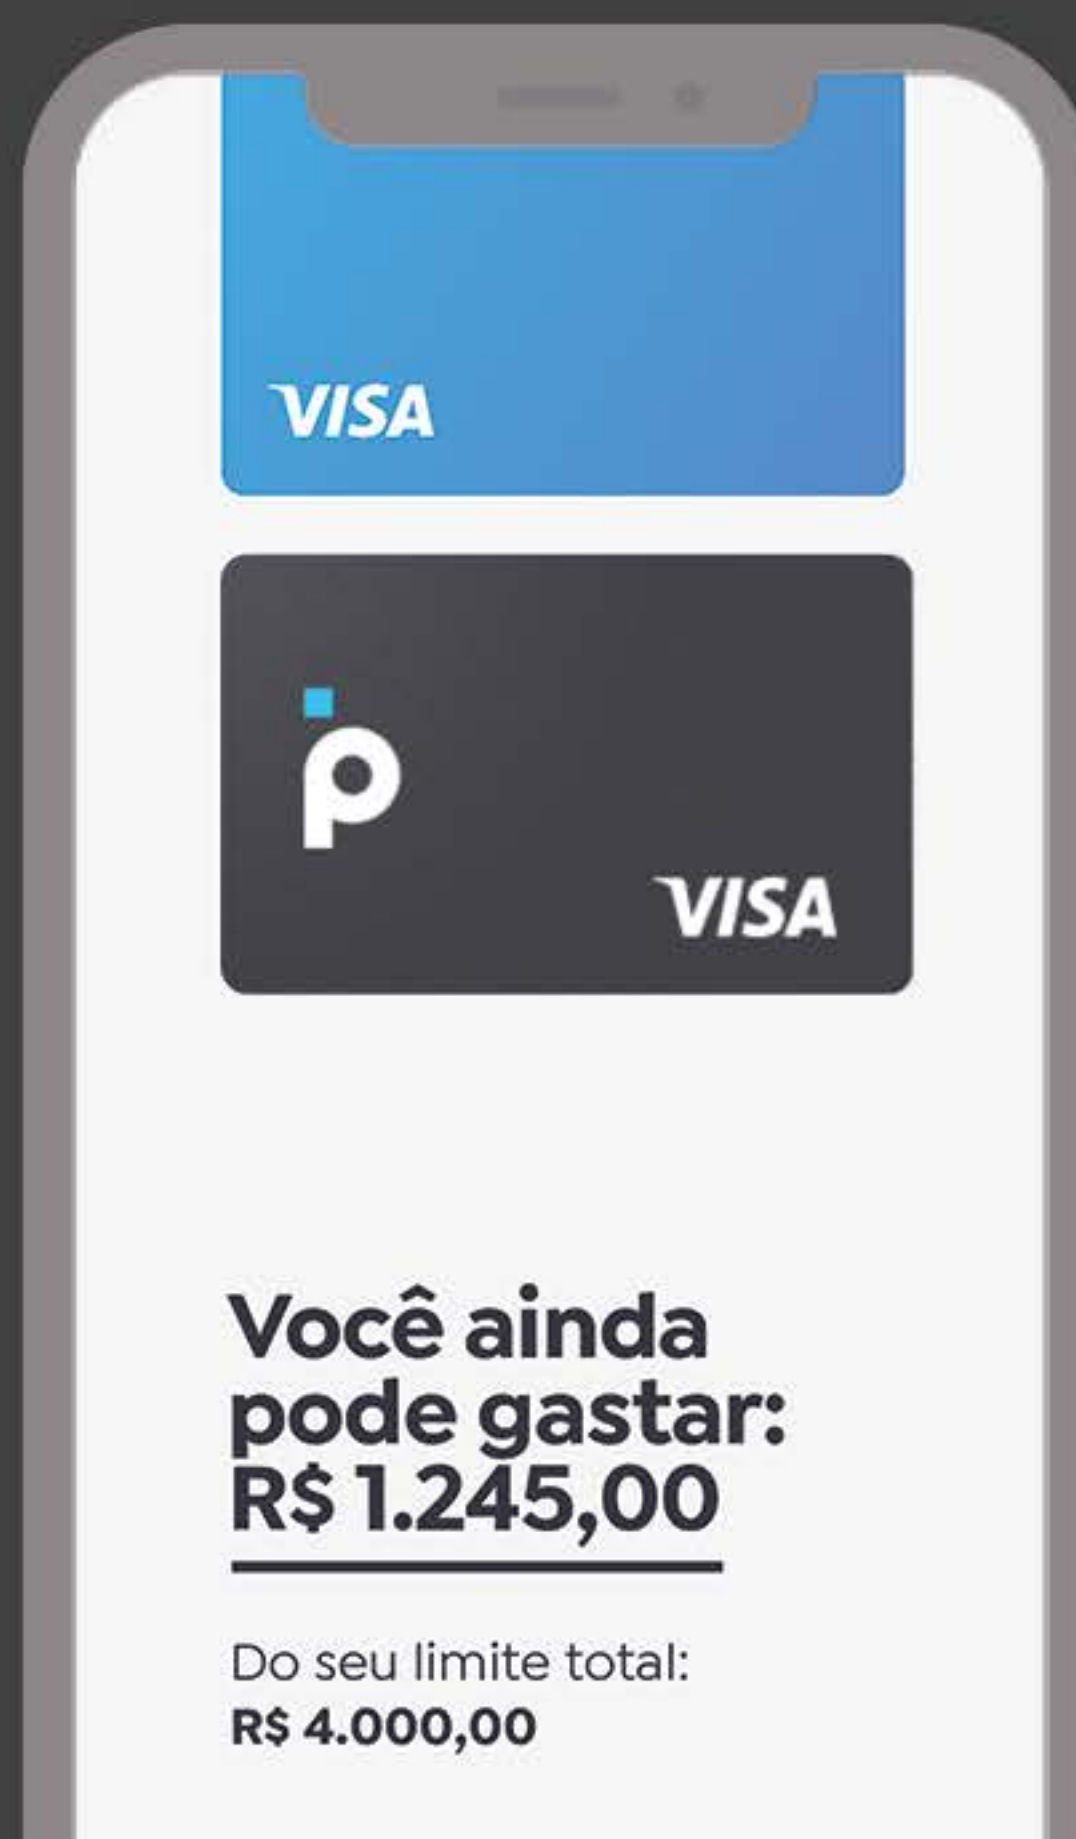 VISA
p
VISA
Você ainda
pode gastar:
R$ 1.245,00
Do seu limite total:
R$ 4.000,00